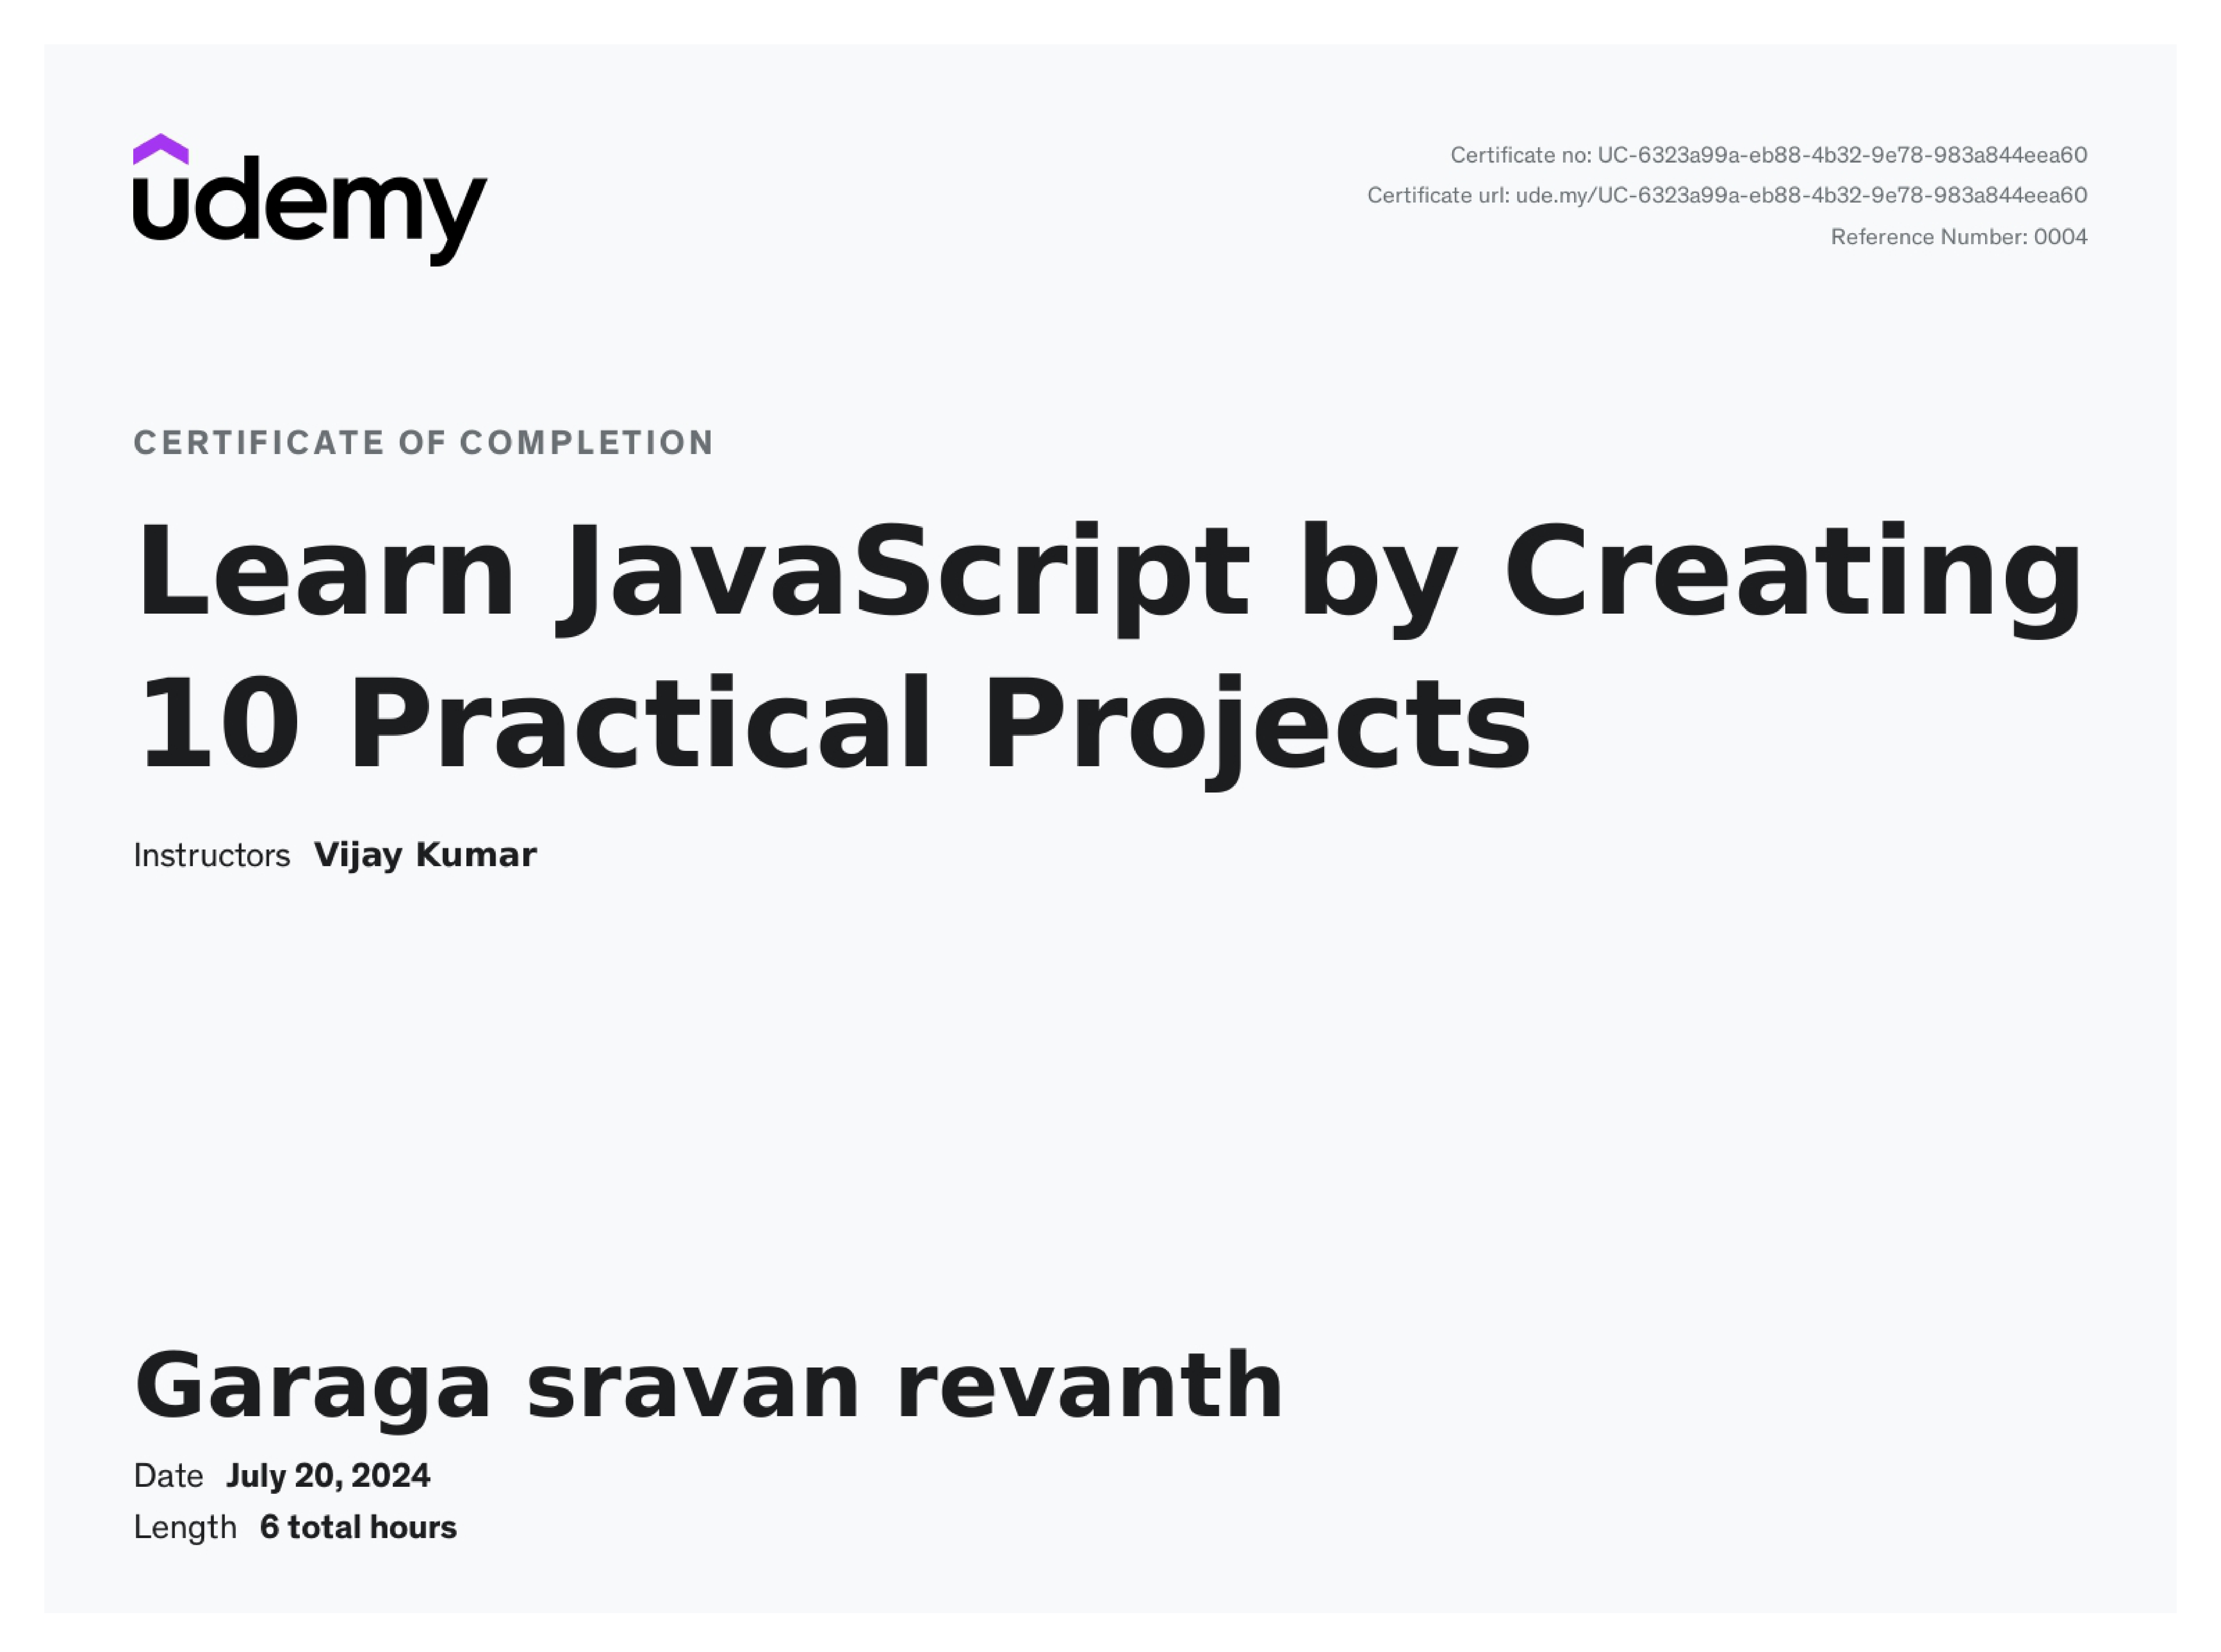 udemy
Certificate no: UC-6323a99a-eb88-4b32-9e78-983a844eea60
Certificate url: ude.my/UC-6323a99a-eb88-4b32-9e78-983a844eea60
Reference Number: 0004
CERTIFICATE OF COMPLETION
Learn JavaScript by Creating
10 Practical Projects
Instructors Vijay Kumar
Garaga sravan revanth
Date July 20, 2024
Length 6 total hours